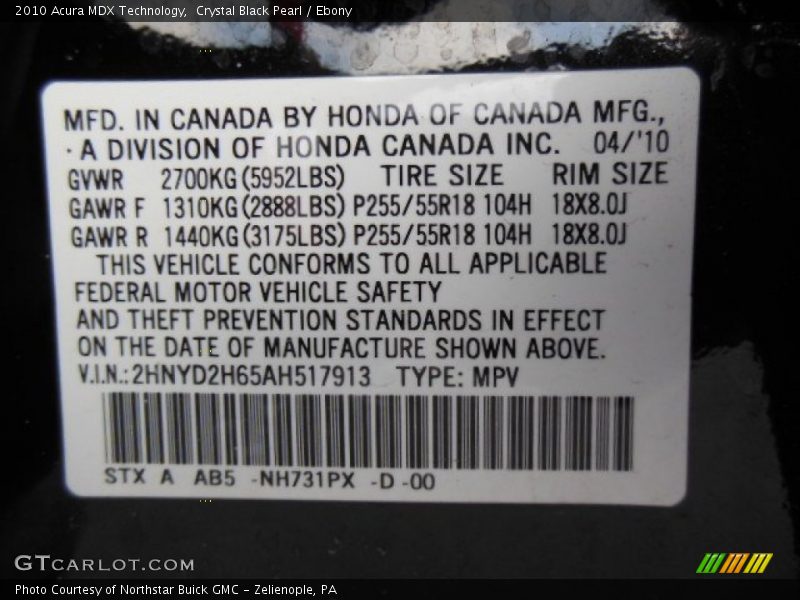 2010 Acura MDX Technology,  Crystal Black Pearl / Ebony
MFD. IN CANADA BY HONDA OF CANADA MFG.,
A DIVISION OF HONDA CANADA INC. 04/'10
GVWR 2700KG(5952LBS) TIRE SIZE RIM SIZE
GAWR F 1310KG(2888LBS) P255/55R18 104H 18X8.0J
GAWR R 1440KG(3175LBS) P255/55R18 104H 18X8.0J
THIS VEHICLE CONFORMS TO ALL APPLICABLE
FEDERAL MOTOR VEHICLE SAFETY
AND THEFT PREVENTION STANDARDS IN EFFECT
ON THE DATE OF MANUFACTURE SHOWN ABOVE.
V.I.N.:2HNYD2H65AH517913 TYPE: MPV
STX A AB5 -NH731PX -D -00
GTCARLOT.COM
Photo Courtesy of Northstar Buick GMC - Zelienople, PA